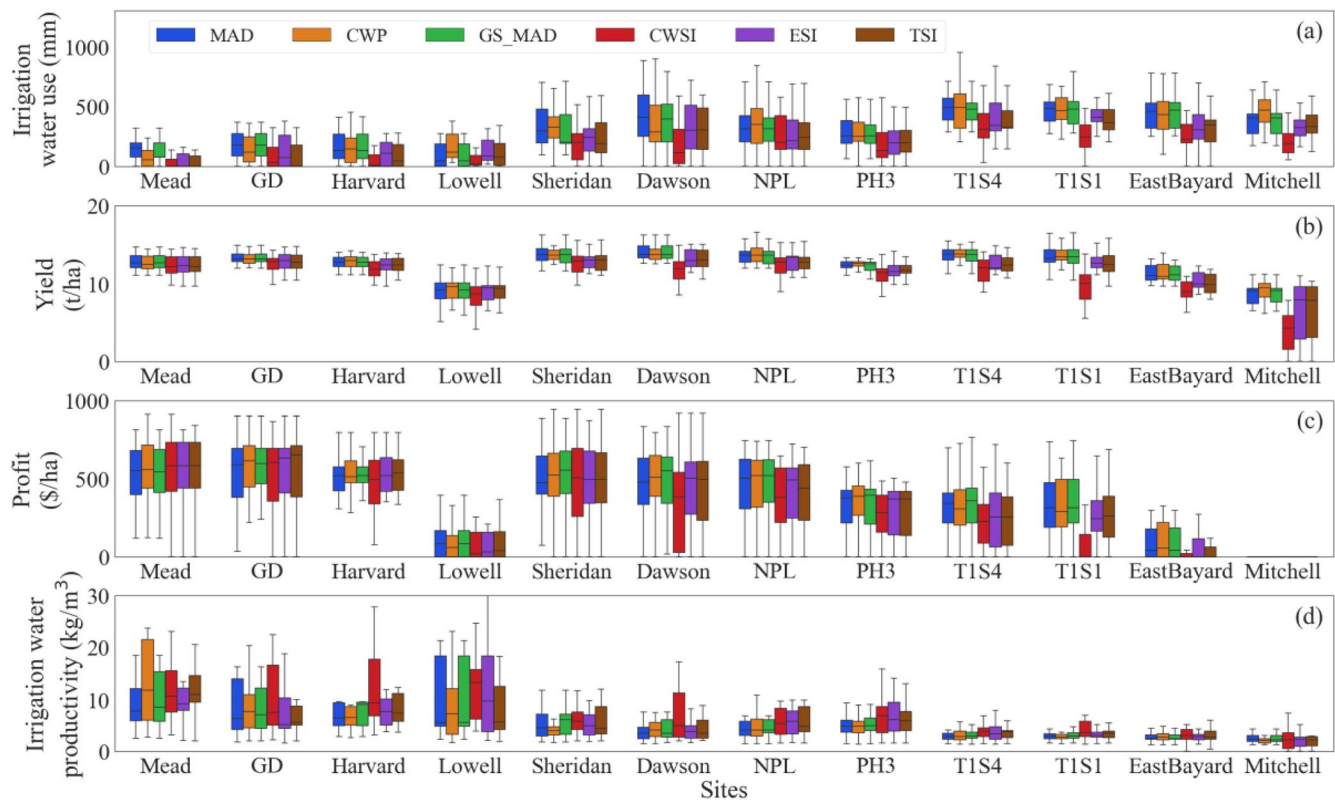 MAD CWP GS_MAD CWSI ESI TSI
(a)
Irrigation
water use (mm)
1000
500
0
Mead GD Harvard Lowell Sheridan Dawson NPL PH3 T1S4 T1S1 EastBayard Mitchell
(b)
Yield
(t/ha)
20
10
0
Mead GD Harvard Lowell Sheridan Dawson NPL PH3 T1S4 T1S1 EastBayard Mitchell
(c)
Profit
($/ha)
1000
500
0
Mead GD Harvard Lowell Sheridan Dawson NPL PH3 T1S4 T1S1 EastBayard Mitchell
(d)
Irrigation water
productivity (kg/m³)
30
20
10
0
Mead GD Harvard Lowell Sheridan Dawson NPL PH3 T1S4 T1S1 EastBayard Mitchell
Sites